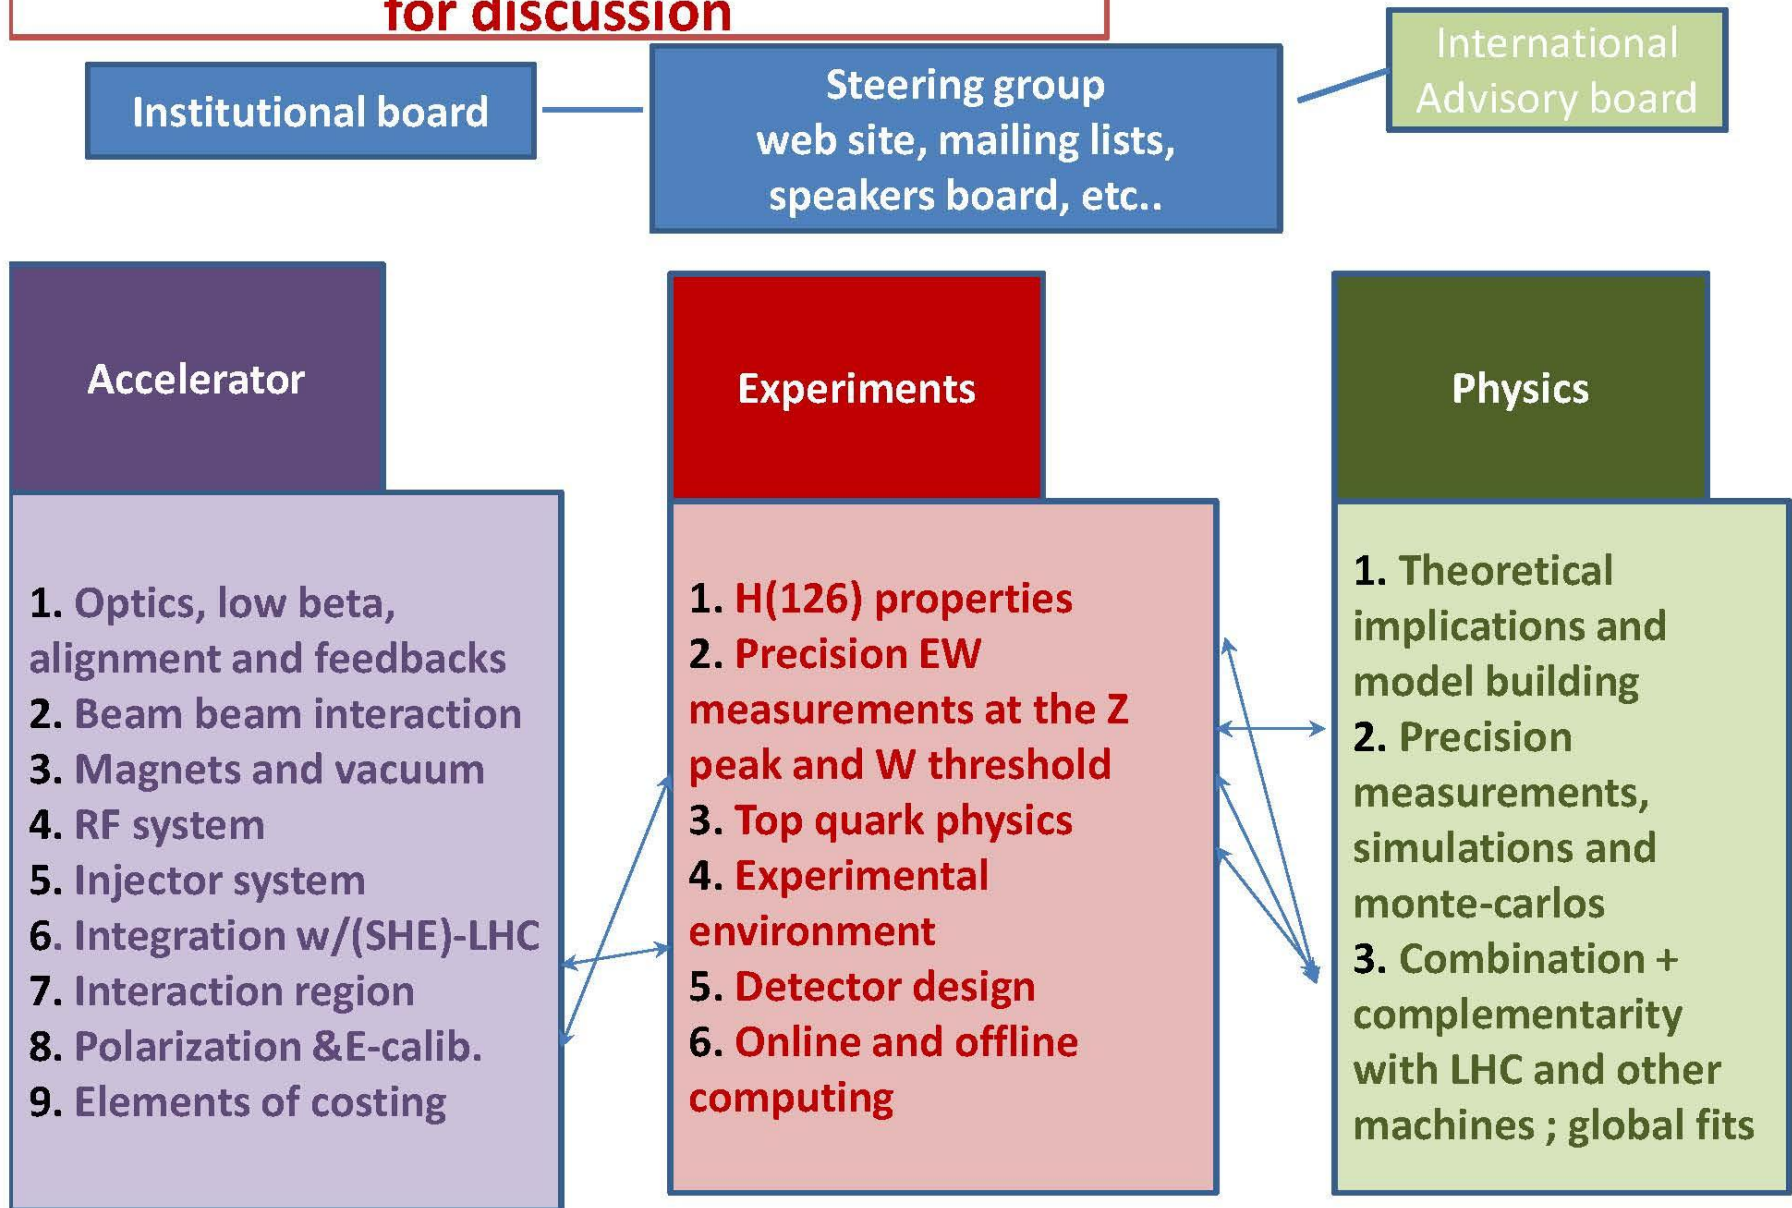 for discussion
Institutional board
Steering group
web site, mailing lists,
speakers board, etc..
International
Advisory board
Accelerator
1. Optics, low beta,
alignment and feedbacks
2. Beam beam interaction
3. Magnets and vacuum
4. RF system
5. Injector system
6. Integration w/(SHE)-LHC
7. Interaction region
8. Polarization &E-calib.
9. Elements of costing
Experiments
1. H(126) properties
2. Precision EW
measurements at the Z
peak and W threshold
3. Top quark physics
4. Experimental
environment
5. Detector design
6. Online and offline
computing
Physics
1. Theoretical
implications and
model building
2. Precision
measurements,
simulations and
monte-carlos
3. Combination +
complementarity
with LHC and other
machines ; global fits